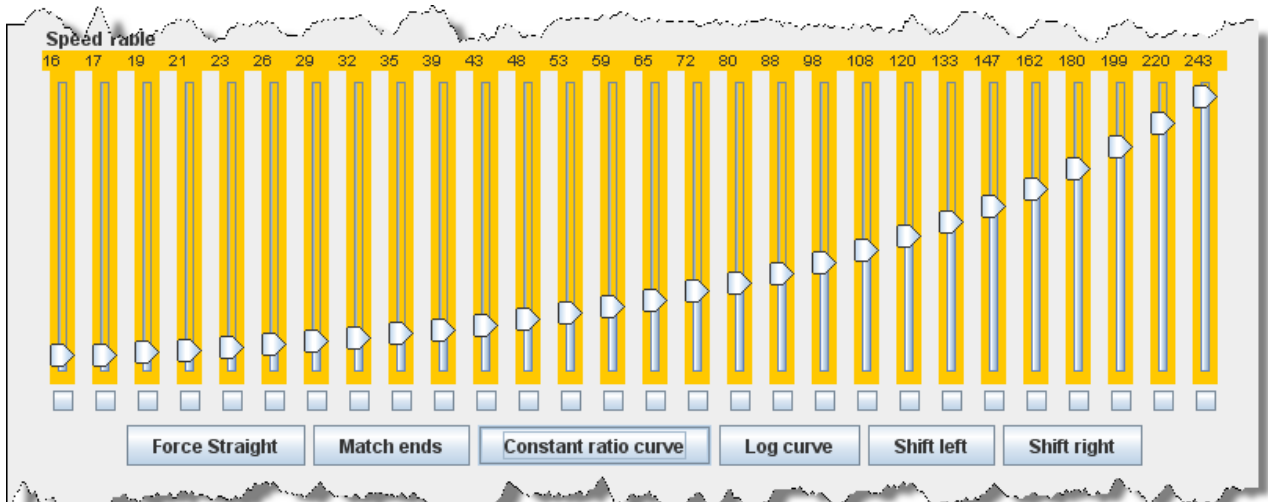 Speed Table
16 17 19 21 23 26 29 32 35 39 43 48 53 59 65 72 80 88 98 108 120 133 147 162 180 199 220 243
Force Straight Match ends Constant ratio curve Log curve Shift left Shift right